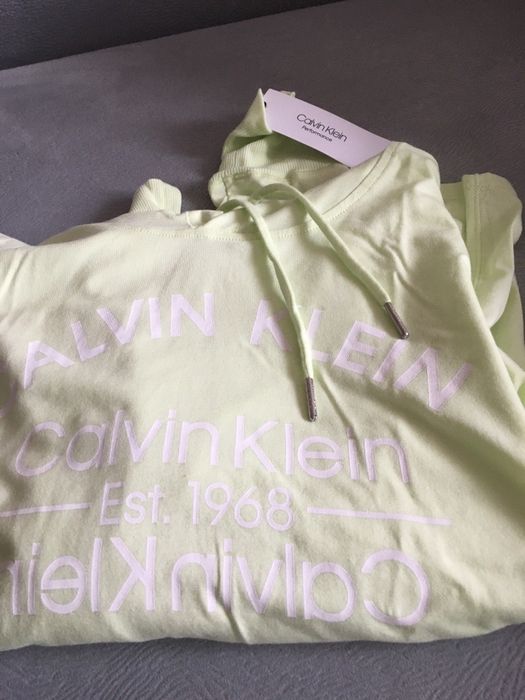 Calvin Klein
Performance
CALVIN KLEIN
Calvin Klein
Est. 1968
Calvin Klein